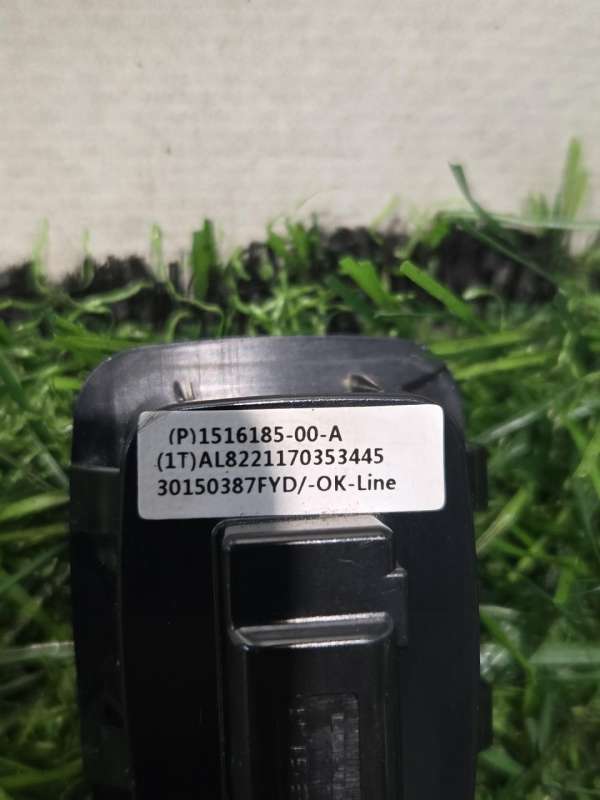 (P)1516185-00-A
(1T)AL8221170353445
30150387FYD/-OK-Line